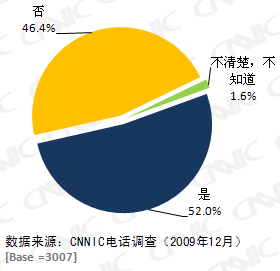 否
46.4%
不清楚，不
知道
1.6%
是
52.0%
数据来源：CNNIC电话调查（2009年12月）
[Base =3007]